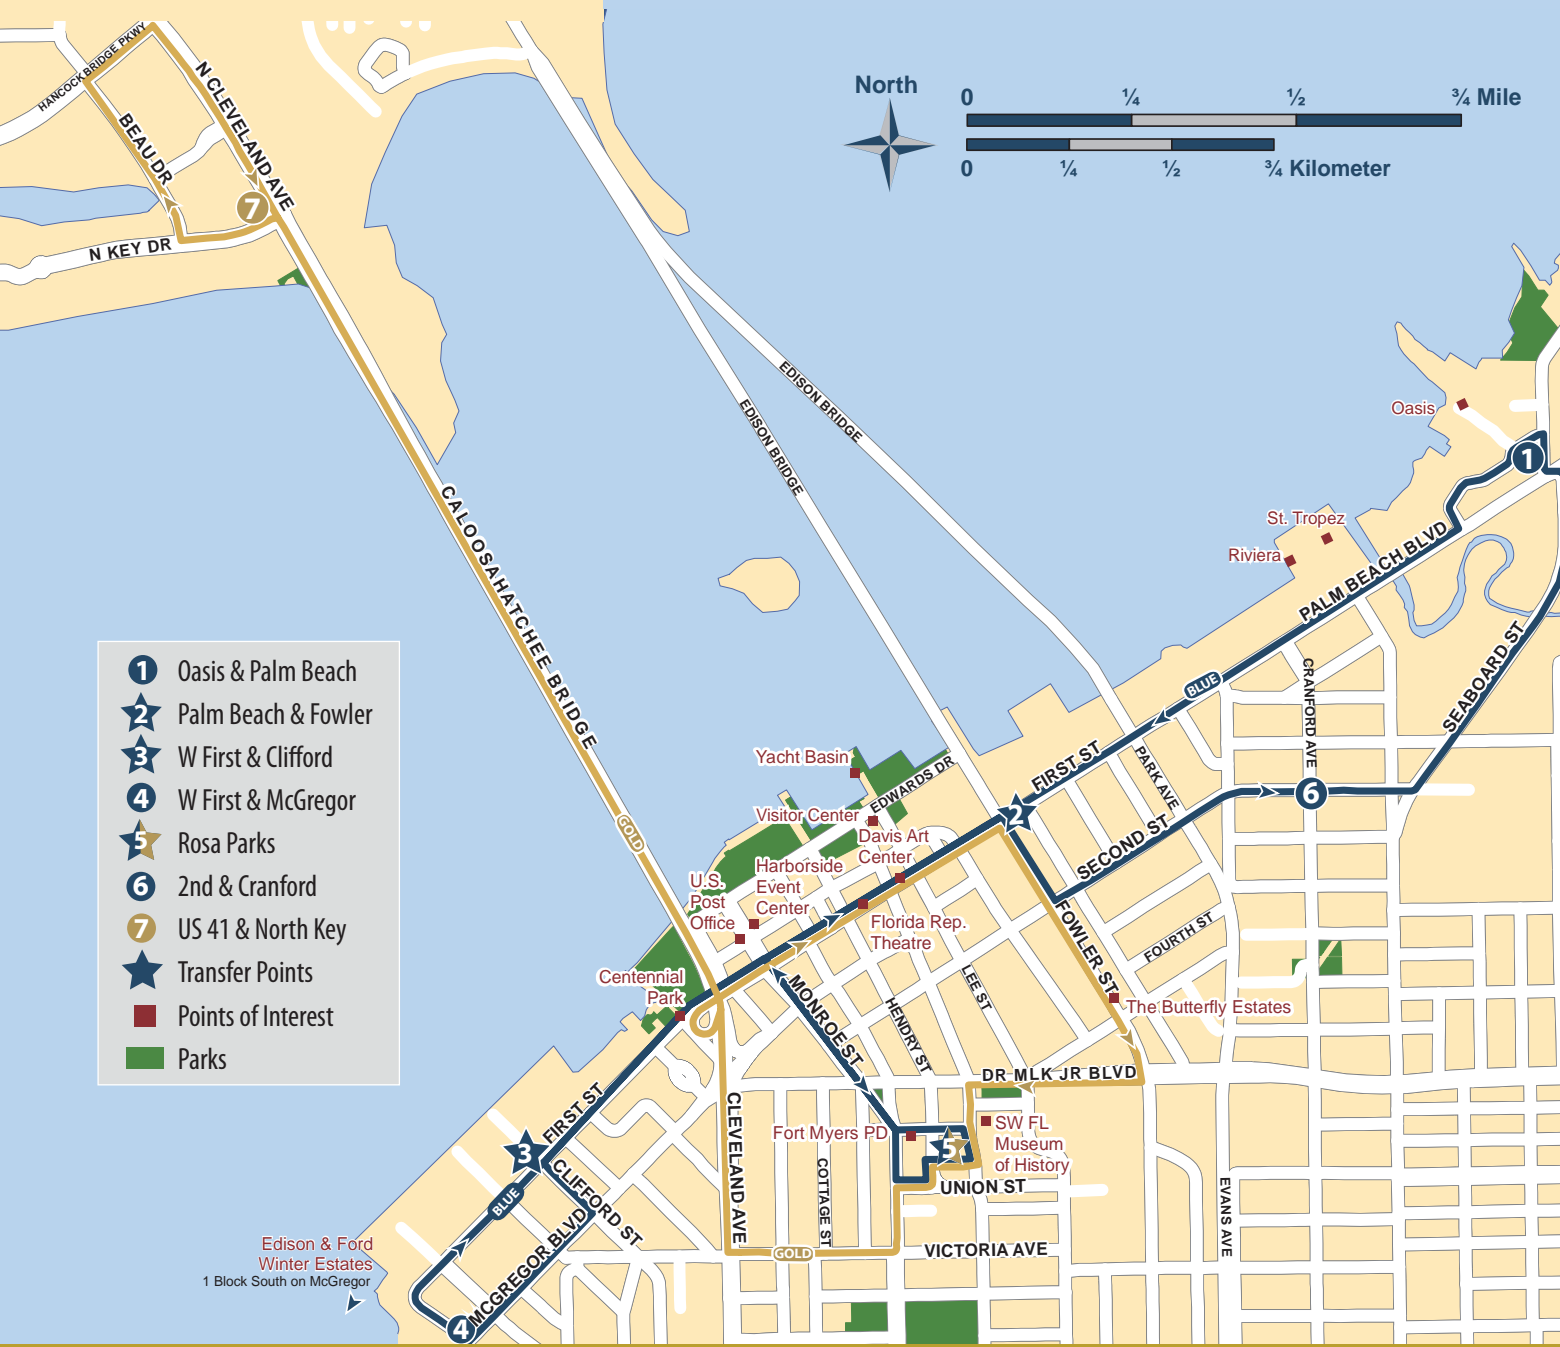 HANCOCK BRIDGE PKWY
N CLEVELAND AVE
BEAU DR
7
N KEY DR
North
0 ¼ ½ ¾ Mile
0 ¼ ½ ¾ Kilometer
EDISON BRIDGE
EDISON BRIDGE
CALOOSAHATCHEE BRIDGE
GOLD
Oasis
1
St. Tropez
Riviera
PALM BEACH BLVD
BLUE
CRANFORD AVE
SEABOARD ST
6
1 Oasis & Palm Beach
2 Palm Beach & Fowler
3 W First & Clifford
4 W First & McGregor
5 Rosa Parks
6 2nd & Cranford
7 US 41 & North Key
Transfer Points
Points of Interest
Parks
Yacht Basin
EDWARDS DR
Visitor Center
Davis Art
Center
Harborside
Event
Center
U.S.
Post
Office
Florida Rep.
Theatre
Centennial
Park
2
FIRST ST
PARK AVE
SECOND ST
FOURTH ST
FOWLER ST
The Butterfly Estates
LEE ST
HENDRY ST
MONROE ST
DR MLK JR BLVD
SW FL
Museum
of History
Fort Myers PD
5
UNION ST
CLEVELAND AVE
COTTAGE ST
VICTORIA AVE
GOLD
EVANS AVE
FIRST ST
3
CLIFFORD ST
BLUE
MCGREGOR BLVD
4
Edison & Ford
Winter Estates
1 Block South on McGregor